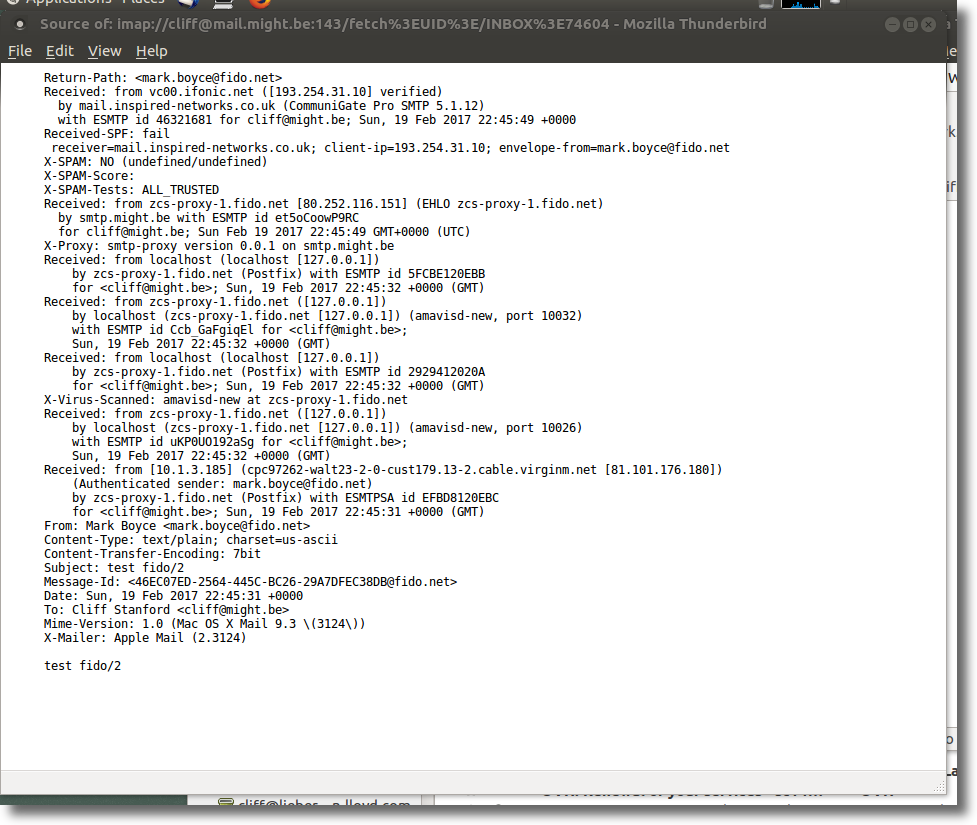 Applications Places
Source of: imap://cliff@mail.might.be:143/fetch%3EUID%3E/INBOX%3E74604 - Mozilla Thunderbird
File Edit View Help
Return-Path: <mark.boyce@fido.net>
Received: from vc00.ifonic.net ([193.254.31.10] verified)
by mail.inspired-networks.co.uk (CommuniGate Pro SMTP 5.1.12)
with ESMTP id 46321681 for cliff@might.be; Sun, 19 Feb 2017 22:45:49 +0000
Received-SPF: fail
receiver=mail.inspired-networks.co.uk; client-ip=193.254.31.10; envelope-from=mark.boyce@fido.net
X-SPAM: NO (undefined/undefined)
X-SPAM-Score:
X-SPAM-Tests: ALL_TRUSTED
Received: from zcs-proxy-1.fido.net [80.252.116.151] (EHLO zcs-proxy-1.fido.net)
by smtp.might.be with ESMTP id et5oCoowP9RC
for cliff@might.be; Sun Feb 19 2017 22:45:49 GMT+0000 (UTC)
X-Proxy: smtp-proxy version 0.0.1 on smtp.might.be
Received: from localhost (localhost [127.0.0.1])
by zcs-proxy-1.fido.net (Postfix) with ESMTP id 5FCBE120EBB
for <cliff@might.be>; Sun, 19 Feb 2017 22:45:32 +0000 (GMT)
Received: from zcs-proxy-1.fido.net ([127.0.0.1])
by localhost (zcs-proxy-1.fido.net [127.0.0.1]) (amavisd-new, port 10032)
with ESMTP id Ccb_GaFgiqEl for <cliff@might.be>;
Sun, 19 Feb 2017 22:45:32 +0000 (GMT)
Received: from localhost (localhost [127.0.0.1])
by zcs-proxy-1.fido.net (Postfix) with ESMTP id 2929412020A
for <cliff@might.be>; Sun, 19 Feb 2017 22:45:32 +0000 (GMT)
X-Virus-Scanned: amavisd-new at zcs-proxy-1.fido.net
Received: from zcs-proxy-1.fido.net ([127.0.0.1])
by localhost (zcs-proxy-1.fido.net [127.0.0.1]) (amavisd-new, port 10026)
with ESMTP id uKP0UO192aSg for <cliff@might.be>;
Sun, 19 Feb 2017 22:45:32 +0000 (GMT)
Received: from [10.1.3.185] (cpc97262-walt23-2-0-cust179.13-2.cable.virginm.net [81.101.176.180])
(Authenticated sender: mark.boyce@fido.net)
by zcs-proxy-1.fido.net (Postfix) with ESMTPSA id EFBD8120EBC
for <cliff@might.be>; Sun, 19 Feb 2017 22:45:31 +0000 (GMT)
From: Mark Boyce <mark.boyce@fido.net>
Content-Type: text/plain; charset=us-ascii
Content-Transfer-Encoding: 7bit
Subject: test fido/2
Message-Id: <46EC07ED-2564-445C-BC26-29A7DFEC38DB@fido.net>
Date: Sun, 19 Feb 2017 22:45:31 +0000
To: Cliff Stanford <cliff@might.be>
Mime-Version: 1.0 (Mac OS X Mail 9.3 \(3124\))
X-Mailer: Apple Mail (2.3124)
test fido/2